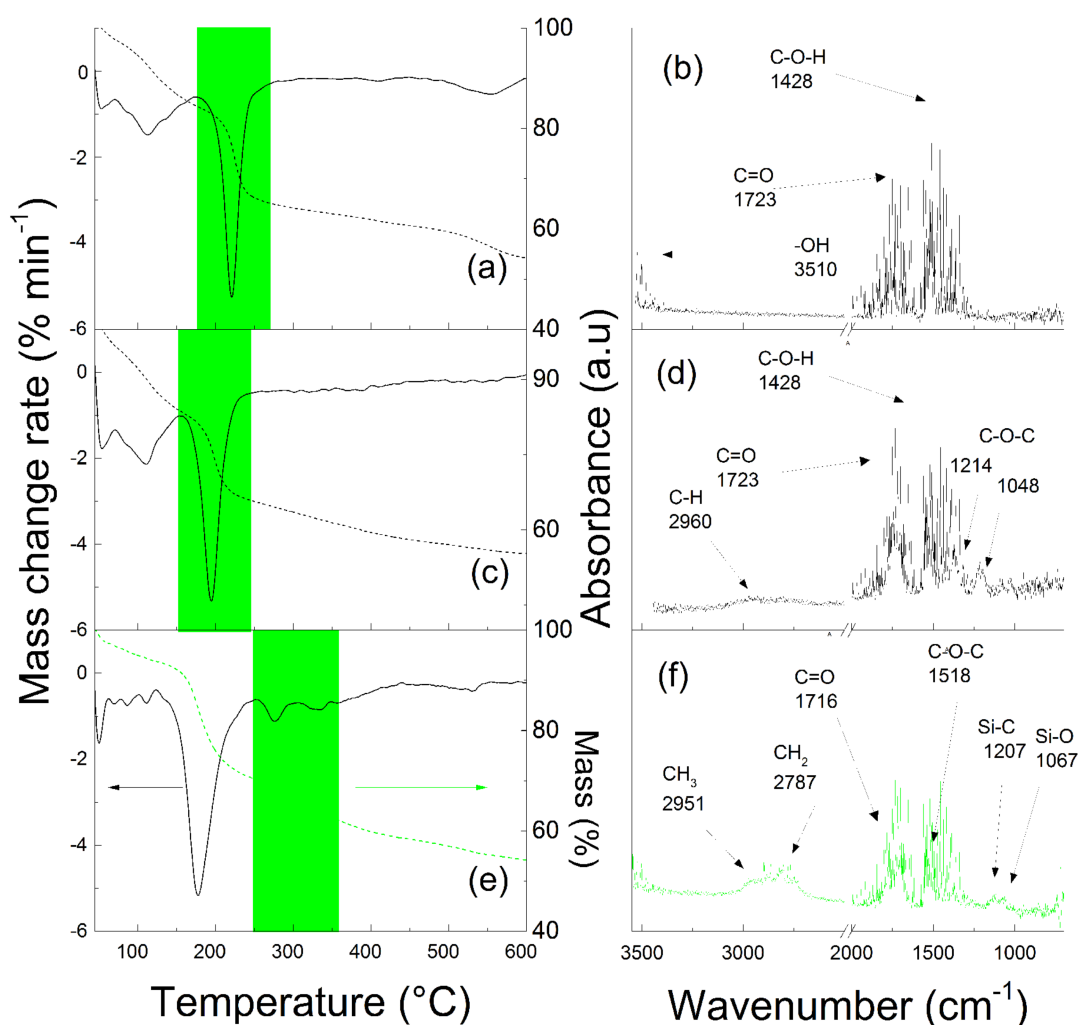 Mass change rate (% min⁻¹)
0
-2
-4
-6
100
80
60
40
(a)
0
-2
-4
-6
90
60
(c)
0
-2
-4
-6
100
80
60
40
(e)
Mass (%)
100 200 300 400 500 600
Temperature (°C)
Absorbance (a.u)
(b)
C-O-H
1428
C=O
1723
-OH
3510
A
(d)
C-O-H
1428
C=O
1723
C-H
2960
C-O-C
1214
1048
A
(f)
C-O-C
1518
C=O
1716
CH₃
2951
CH₂
2787
Si-C
1207
Si-O
1067
3500 3000 2000 1500 1000
Wavenumber (cm⁻¹)